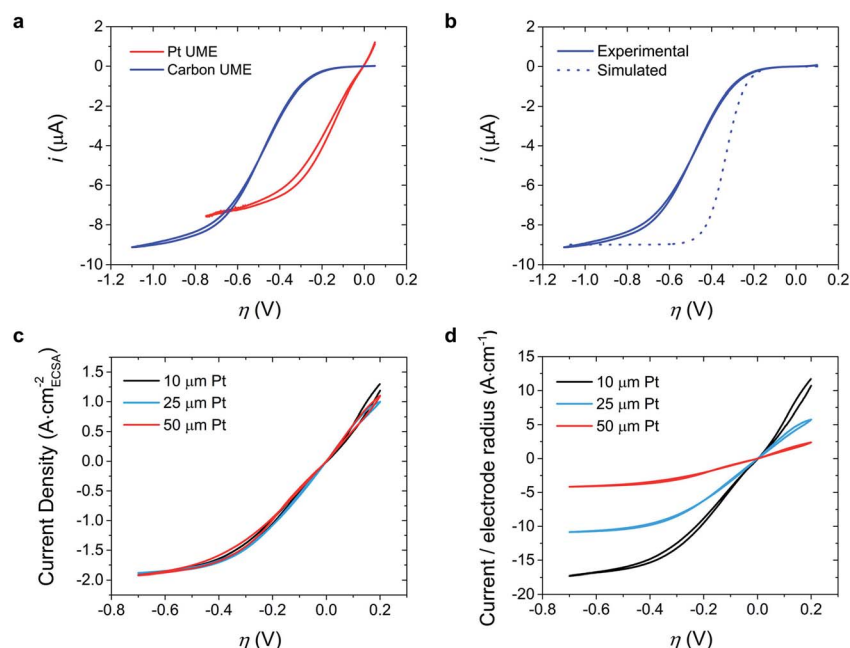 a
2
0
-2
-4
-6
-8
-10
i (μA)
Pt UME
Carbon UME
-1.2 -1.0 -0.8 -0.6 -0.4 -0.2 0.0 0.2
η (V)
b
2
0
-2
-4
-6
-8
-10
i (μA)
Experimental
Simulated
-1.2 -1.0 -0.8 -0.6 -0.4 -0.2 0.0 0.2
η (V)
c
1.5
1.0
0.5
0.0
-0.5
-1.0
-1.5
-2.0
Current Density (A·cm⁻²ECSA)
10 μm Pt
25 μm Pt
50 μm Pt
-0.8 -0.6 -0.4 -0.2 0.0 0.2
η (V)
d
15
10
5
0
-5
-10
-15
-20
Current / electrode radius (A·cm⁻¹)
10 μm Pt
25 μm Pt
50 μm Pt
-0.8 -0.6 -0.4 -0.2 0.0 0.2
η (V)